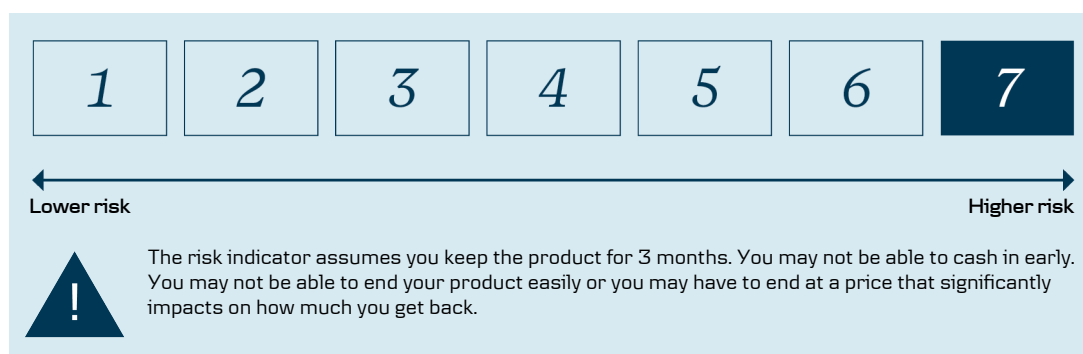 1 2 3 4 5 6 7
Lower risk Higher risk
The risk indicator assumes you keep the product for 3 months. You may not be able to cash in early.
You may not be able to end your product easily or you may have to end at a price that significantly
impacts on how much you get back.
!